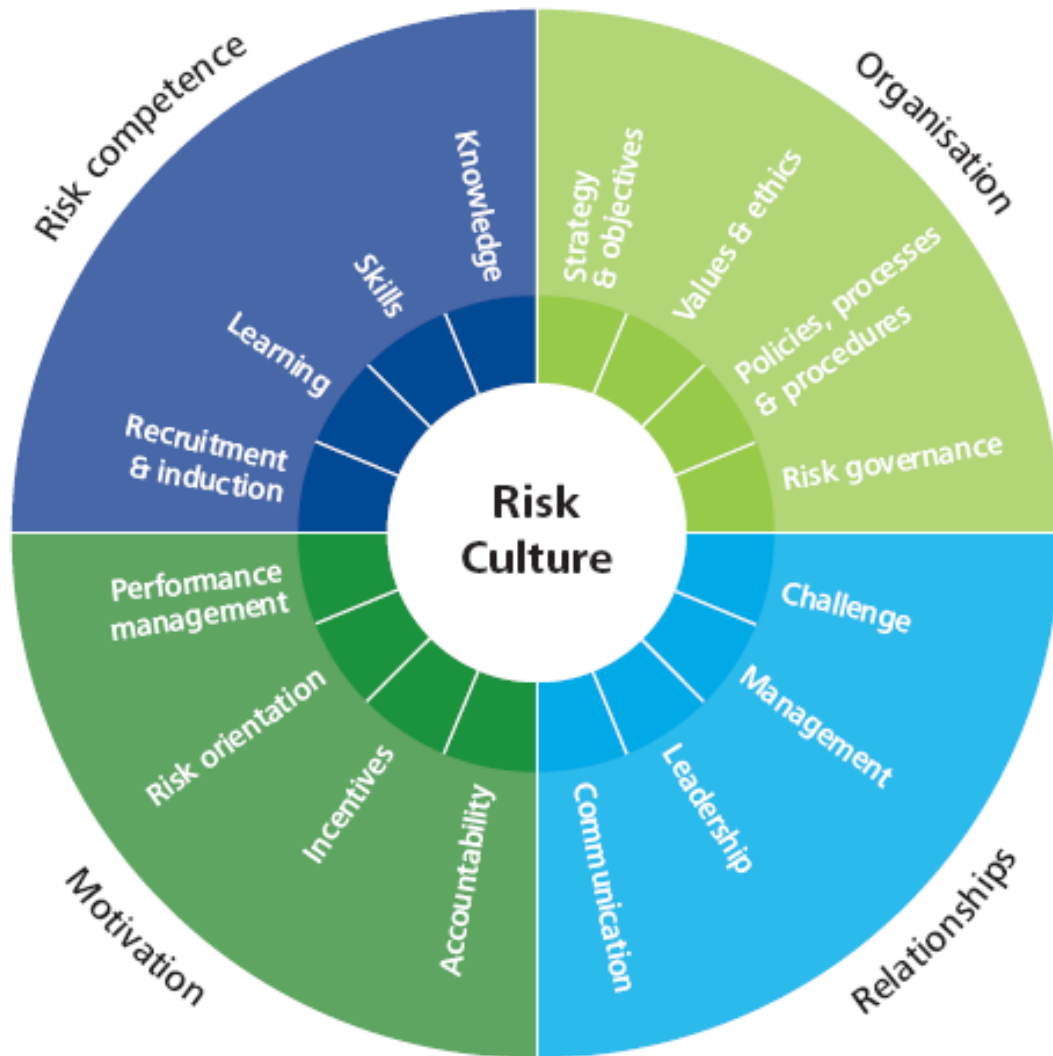 Risk competence
Knowledge
Skills
Learning
Recruitment
& induction
Organisation
Strategy
& objectives
Values & ethics
Policies, processes
& procedures
Risk governance
Risk
Culture
Performance
management
Risk orientation
Incentives
Accountability
Motivation
Challenge
Management
Leadership
Communication
Relationships